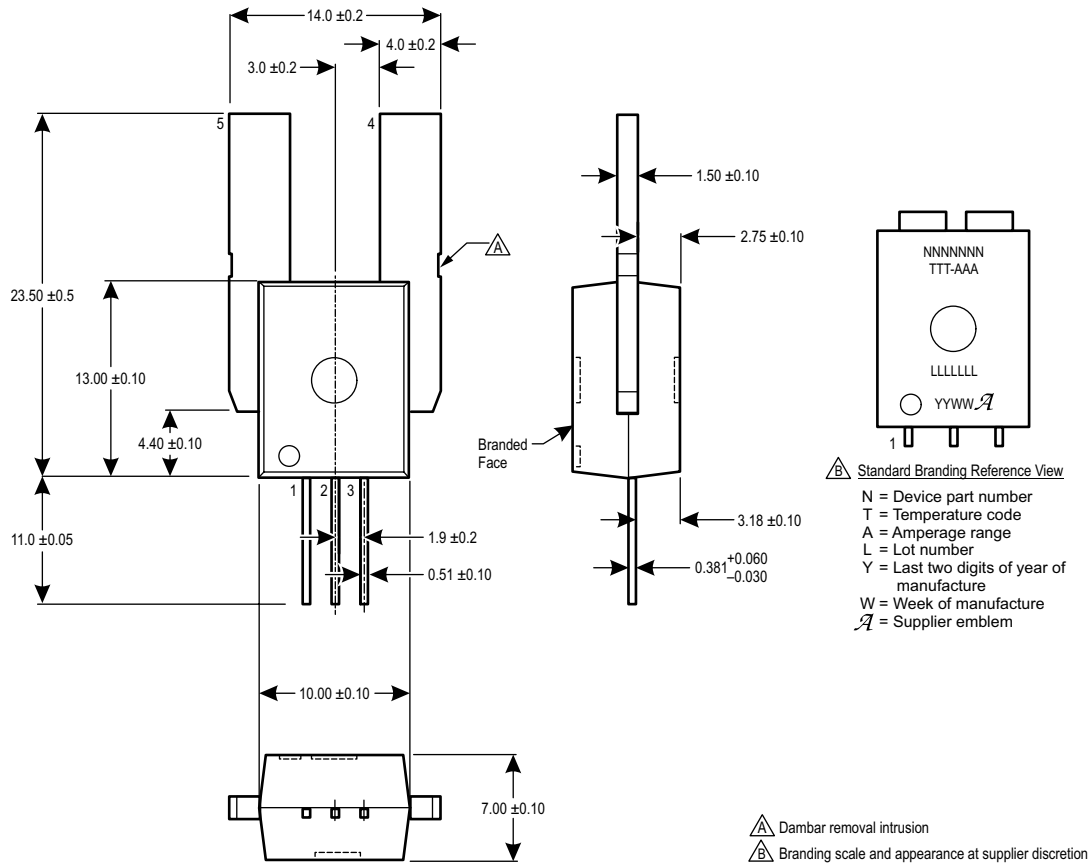 14.0 ±0.2
4.0 ±0.2
3.0 ±0.2
5
4
A
1.50 ±0.10
2.75 ±0.10
23.50 ±0.5
13.00 ±0.10
4.40 ±0.10
Branded
Face
1
2
3
11.0 ±0.05
1.9 ±0.2
0.51 ±0.10
3.18 ±0.10
0.381 +0.060
–0.030
10.00 ±0.10
7.00 ±0.10
NNNNNNN
TTT-AAA
LLLLLLL
YYWW A
1
B Standard Branding Reference View
N = Device part number
T = Temperature code
A = Amperage range
L = Lot number
Y = Last two digits of year of
manufacture
W = Week of manufacture
A = Supplier emblem
A Dambar removal intrusion
B Branding scale and appearance at supplier discretion